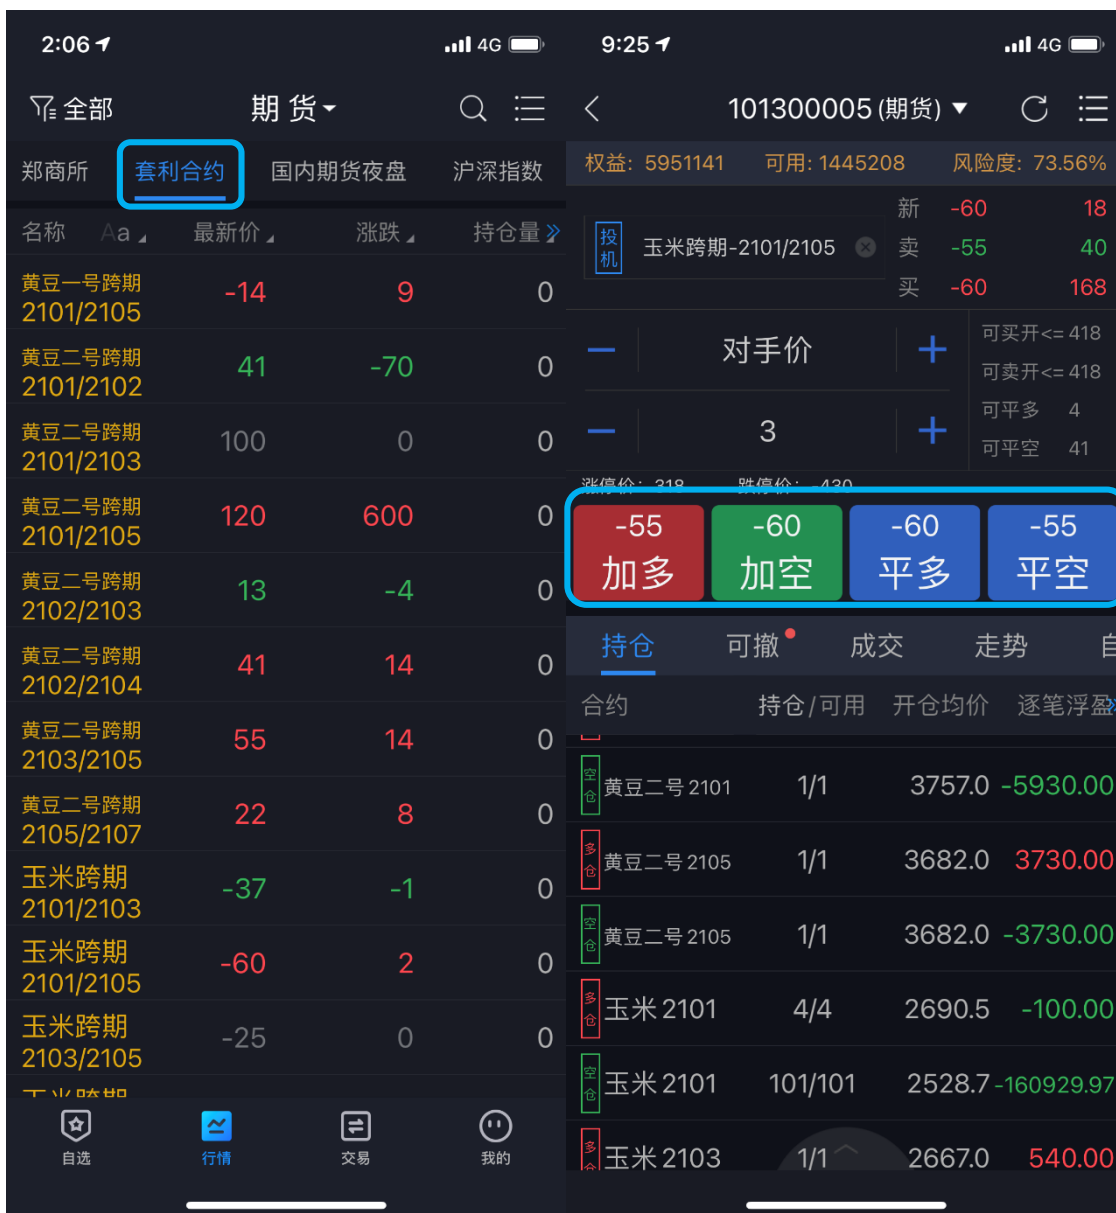 2:06
4G
全部
期货
郑商所 套利合约 国内期货夜盘 沪深指数
名称 Aa 最新价 涨跌 持仓量
黄豆一号跨期
2101/2105 -14 9 0
黄豆二号跨期
2101/2102 41 -70 0
黄豆二号跨期
2101/2103 100 0 0
黄豆二号跨期
2101/2105 120 600 0
黄豆二号跨期
2102/2103 13 -4 0
黄豆二号跨期
2102/2104 41 14 0
黄豆二号跨期
2103/2105 55 14 0
黄豆二号跨期
2105/2107 22 8 0
玉米跨期
2101/2103 -37 -1 0
玉米跨期
2101/2105 -60 2 0
玉米跨期
2103/2105 -25 0 0
玉米跨期
自选 行情 交易 我的
9:25
4G
101300005(期货)
权益: 5951141 可用: 1445208 风险度: 73.56%
投机 玉米跨期-2101/2105
新 -60 18
卖 -55 40
买 -60 168
对手价
3
可买开<= 418
可卖开<= 418
可平多 4
可平空 41
涨停价: 318 跌停价: -430
-55 -60 -60 -55
加多 加空 平多 平空
持仓 可撤 成交 走势
合约 持仓/可用 开仓均价 逐笔浮盈
空仓 黄豆二号 2101 1/1 3757.0 -5930.00
多仓 黄豆二号 2105 1/1 3682.0 3730.00
空仓 黄豆二号 2105 1/1 3682.0 -3730.00
多仓 玉米 2101 4/4 2690.5 -100.00
空仓 玉米 2101 101/101 2528.7 -160929.97
多仓 玉米 2103 1/1 2667.0 540.00